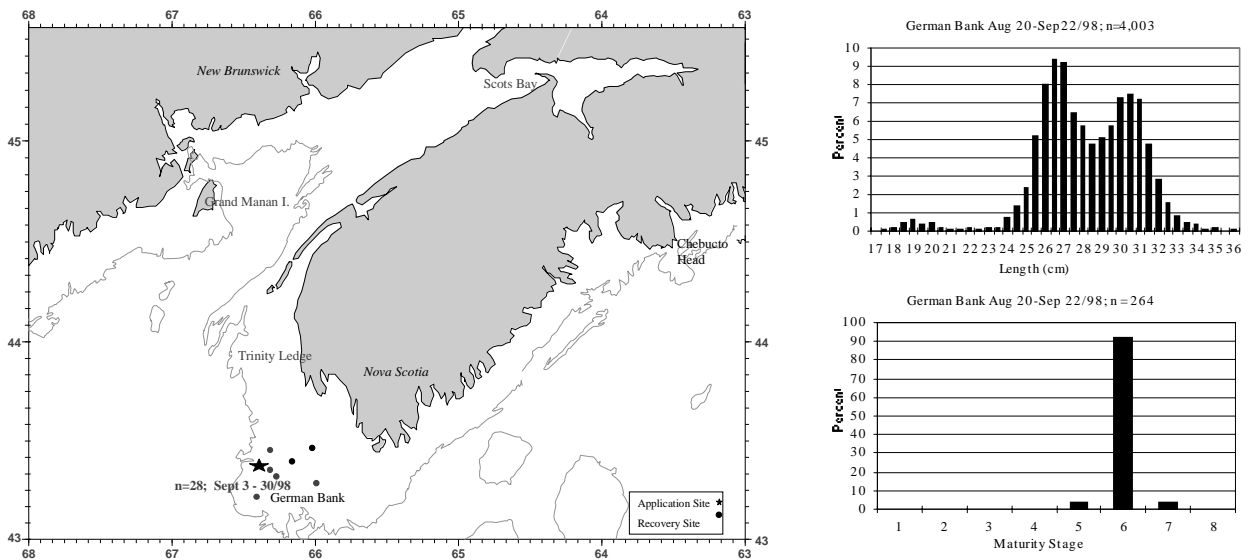 68 67 66 65 64 63
New Brunswick
Scots Bay
45 45
Grand Manan I.
Chebucto
Head
44 44
Trinity Ledge
Nova Scotia
n=28; Sept 3 - 30/98
German Bank
Application Site
Recovery Site
43 43
68 67 66 65 64 63
German Bank Aug 20-Sep22/98; n=4,003
10
9
8
7
6
5
4
3
2
1
0
Percent
17 18 19 20 21 22 23 24 25 26 27 28 29 30 31 32 33 34 35 36
Length (cm)
German Bank Aug 20-Sep 22/98; n = 264
100
90
80
70
60
50
40
30
20
10
0
Percent
1 2 3 4 5 6 7 8
Maturity Stage